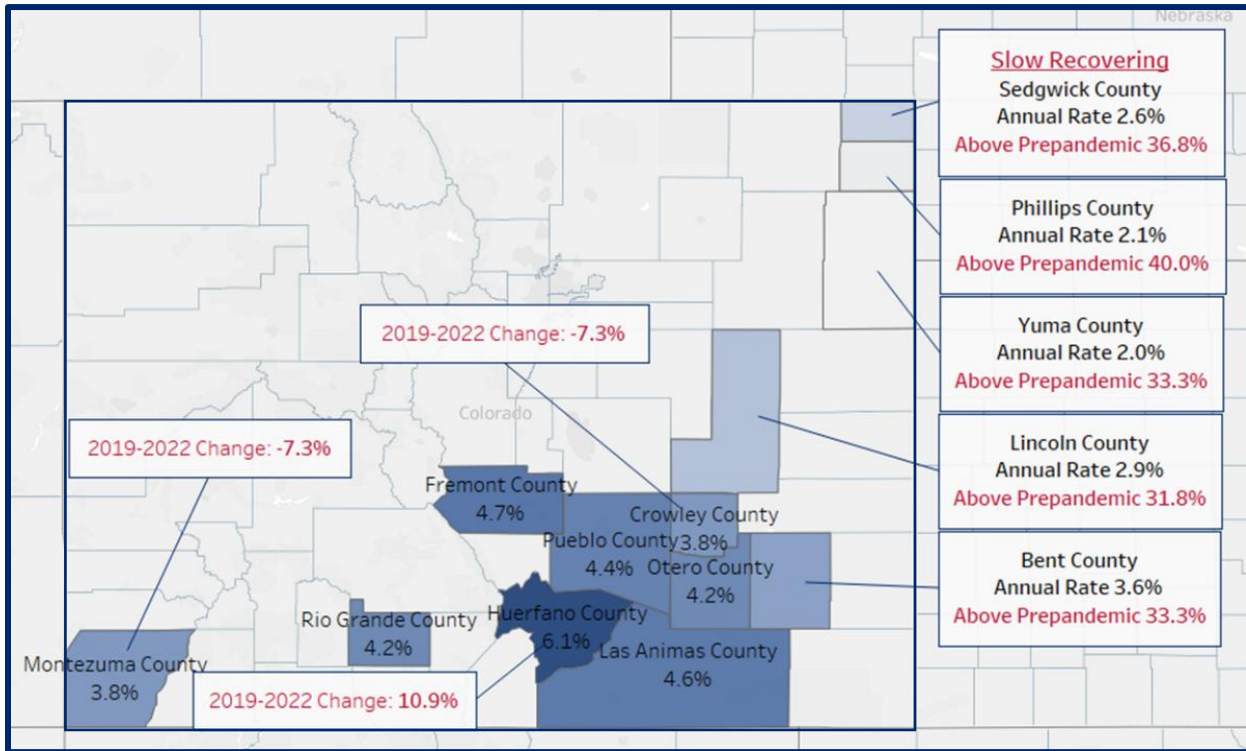 Nebraska
Slow Recovering
Sedgwick County
Annual Rate 2.6%
Above Prepandemic 36.8%
Phillips County
Annual Rate 2.1%
Above Prepandemic 40.0%
Yuma County
Annual Rate 2.0%
Above Prepandemic 33.3%
Lincoln County
Annual Rate 2.9%
Above Prepandemic 31.8%
Bent County
Annual Rate 3.6%
Above Prepandemic 33.3%
2019-2022 Change: -7.3%
Colorado
2019-2022 Change: -7.3%
Fremont County
4.7%
Crowley County
3.8%
Pueblo County
4.4%
Otero County
4.2%
Huerfano County
6.1%
Rio Grande County
4.2%
Las Animas County
4.6%
Montezuma County
3.8%
2019-2022 Change: 10.9%